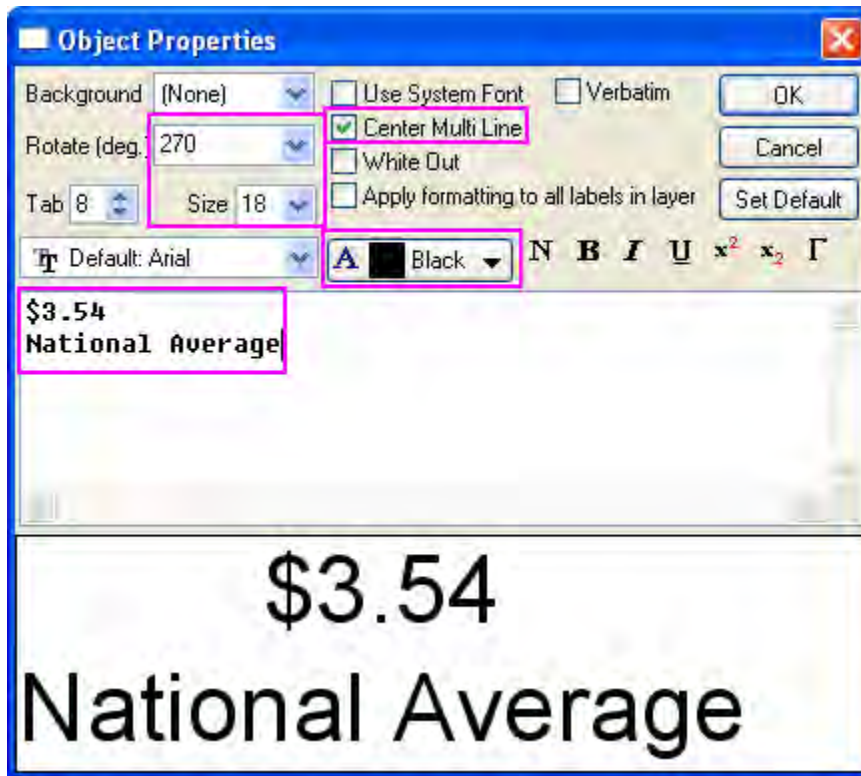 Object Properties
Background (None) Use System Font Verbatim OK
Rotate (deg.) 270 Center Multi Line Cancel
White Out
Tab 8 Size 18 Apply formatting to all labels in layer Set Default
Default: Arial A Black N B I U x² x₂ Γ
$3.54
National Average
$3.54
National Average